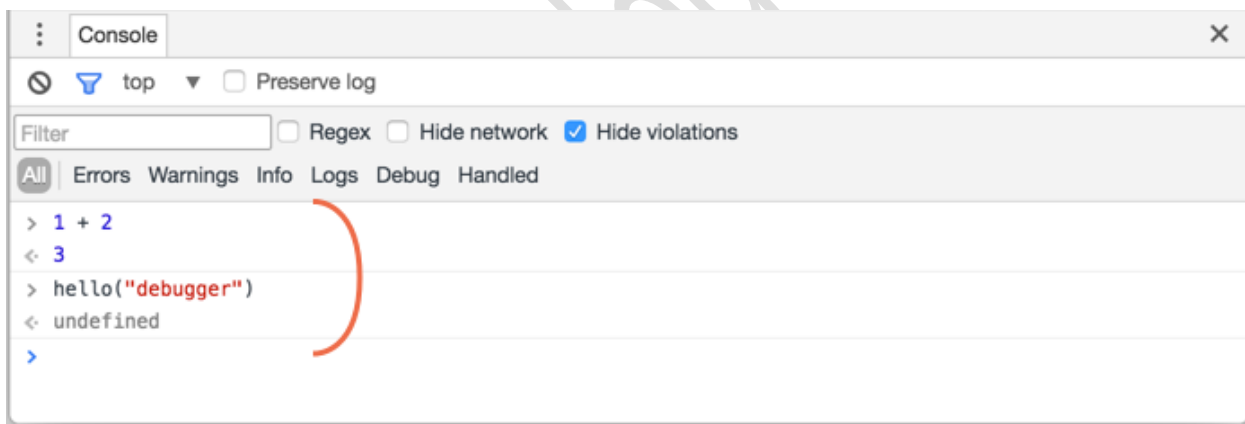 Console
top ▼ Preserve log
Filter Regex Hide network Hide violations
All Errors Warnings Info Logs Debug Handled
> 1 + 2
< 3
> hello("debugger")
< undefined
>